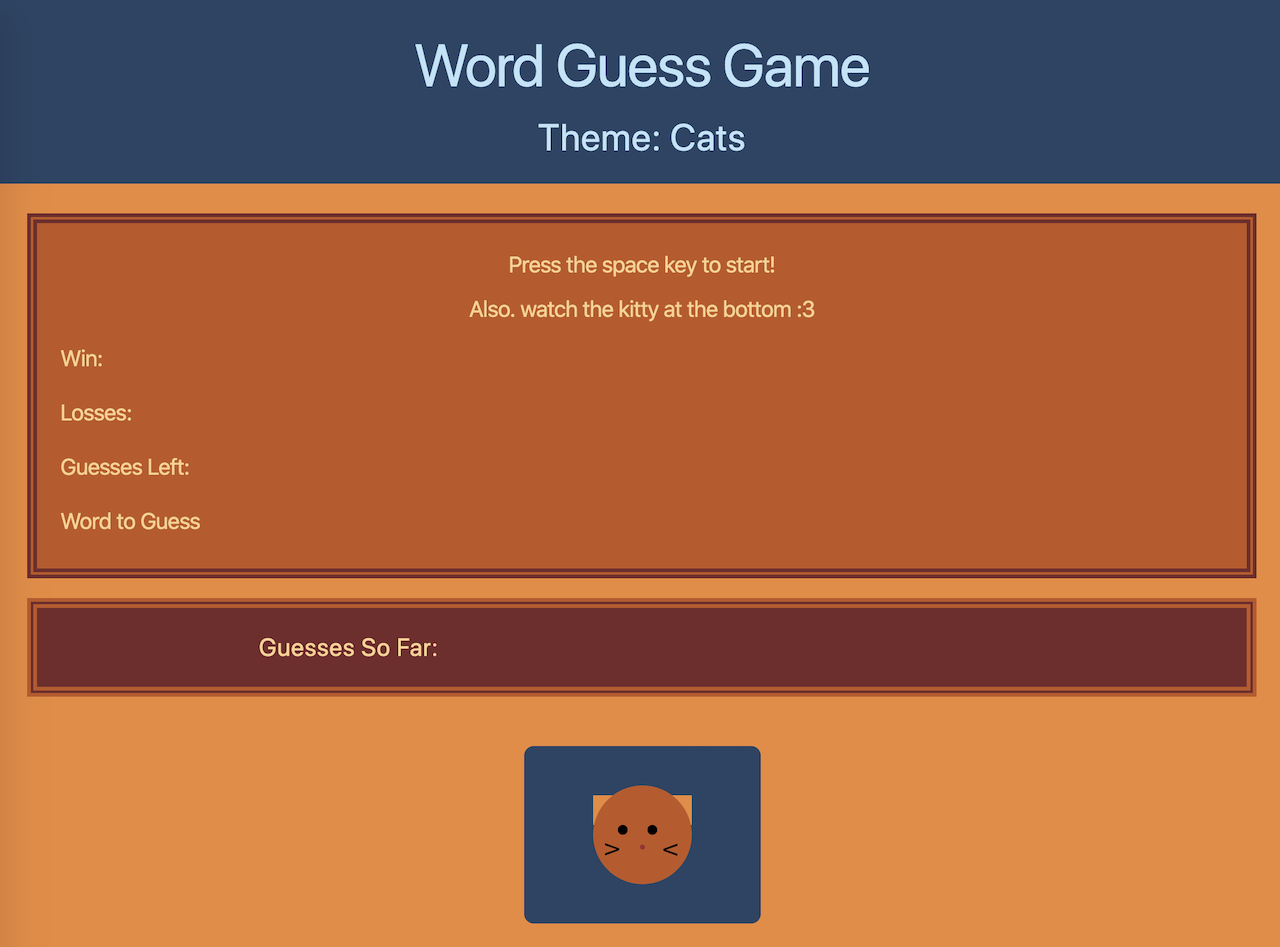 Word Guess Game
Theme: Cats
Press the space key to start!
Also. watch the kitty at the bottom :3
Win:
Losses:
Guesses Left:
Word to Guess
Guesses So Far:
> <